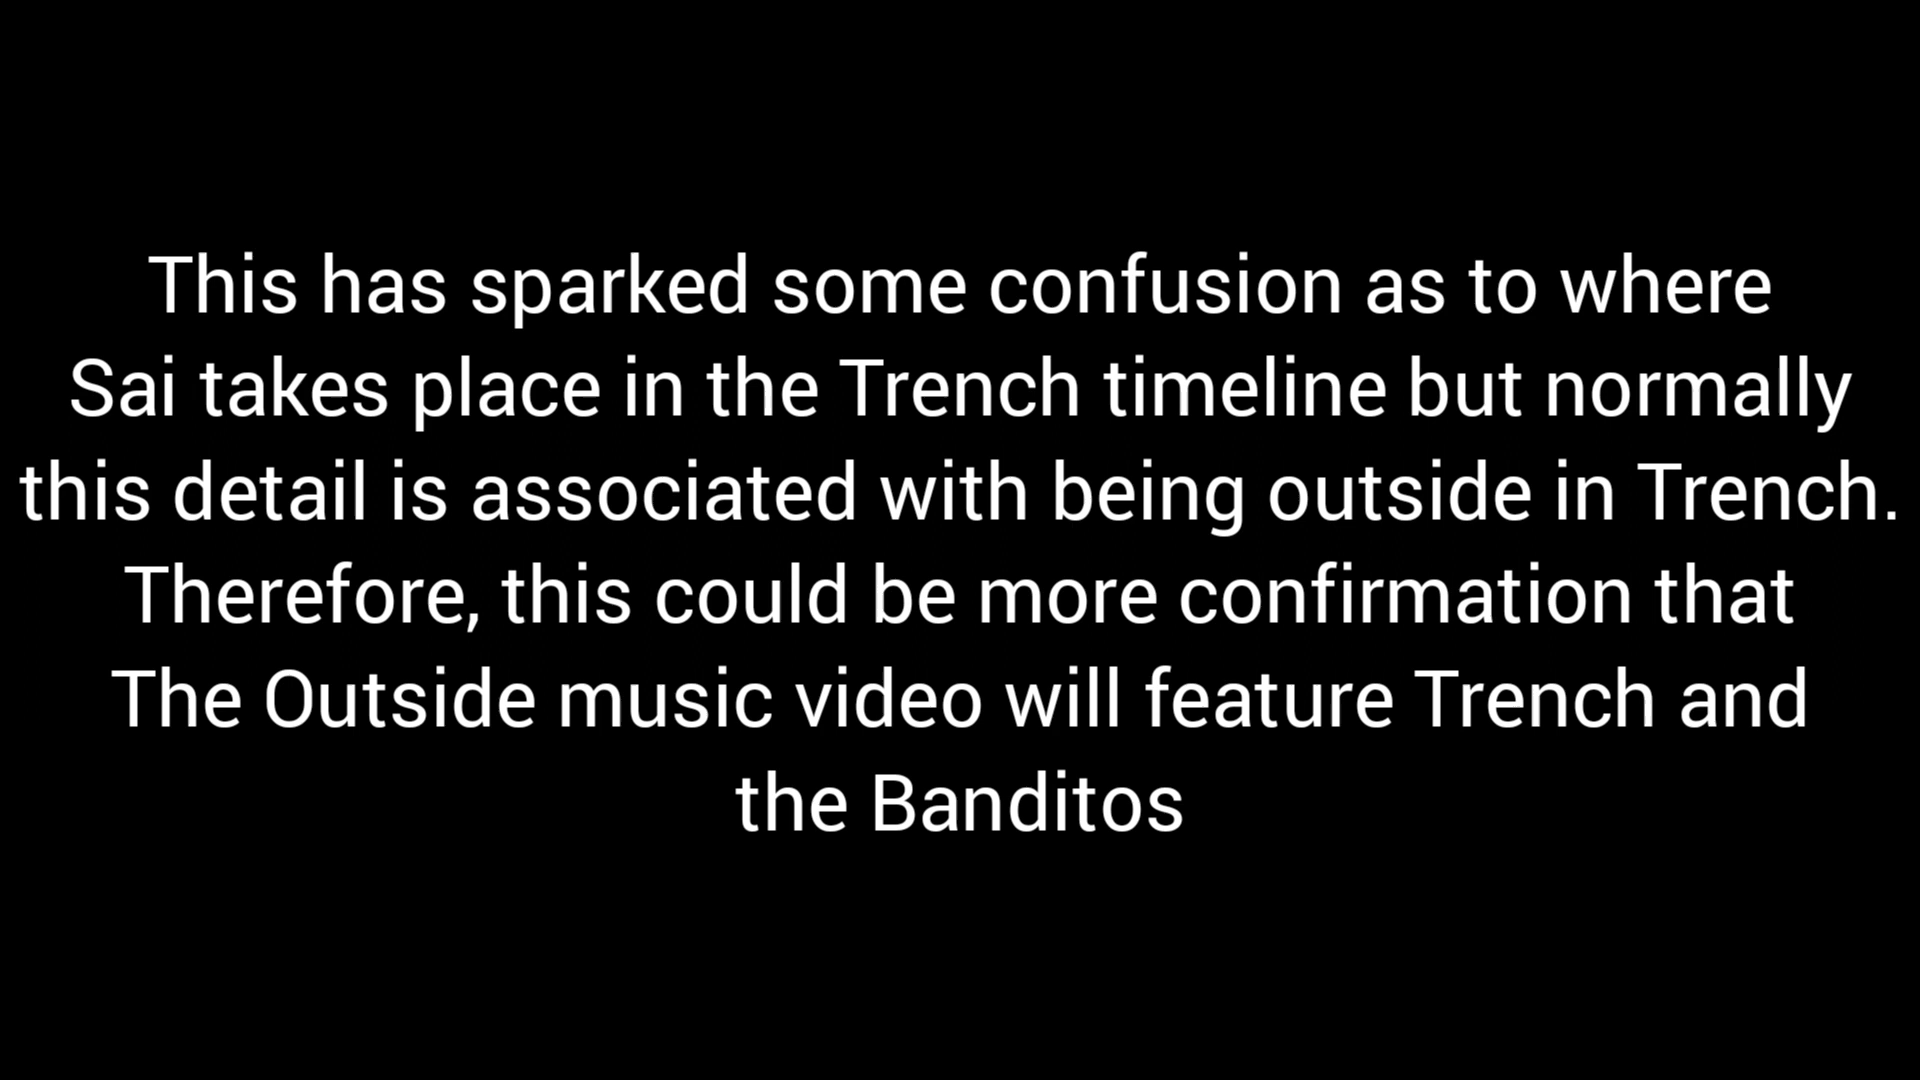 This has sparked some confusion as to where
Sai takes place in the Trench timeline but normally
this detail is associated with being outside in Trench.
Therefore, this could be more confirmation that
The Outside music video will feature Trench and
the Banditos